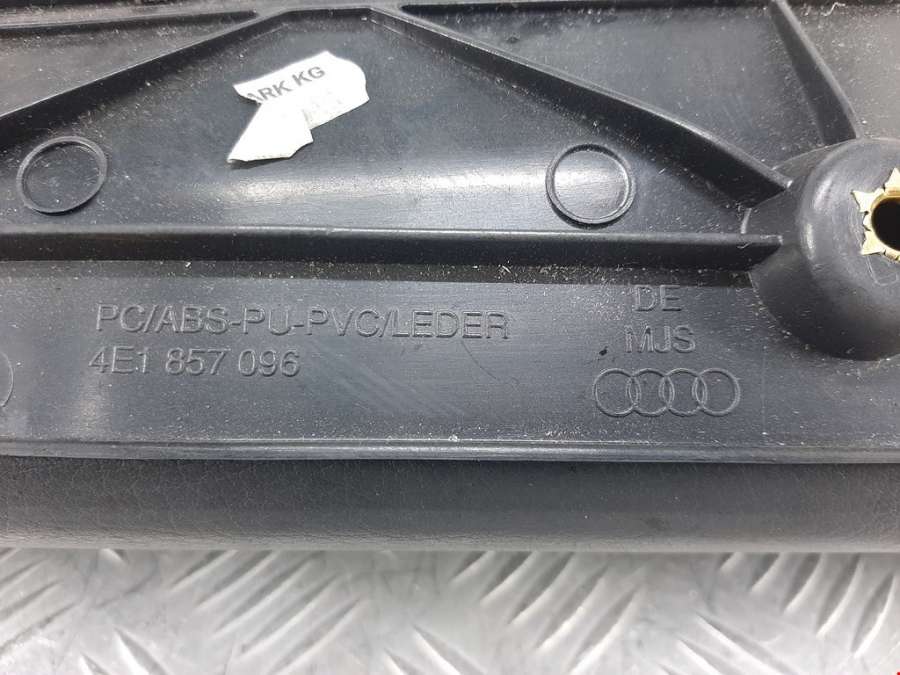 ARK KG
PC/ABS-PU-PVC/LEDER
4E1 857 096
DE
MJS